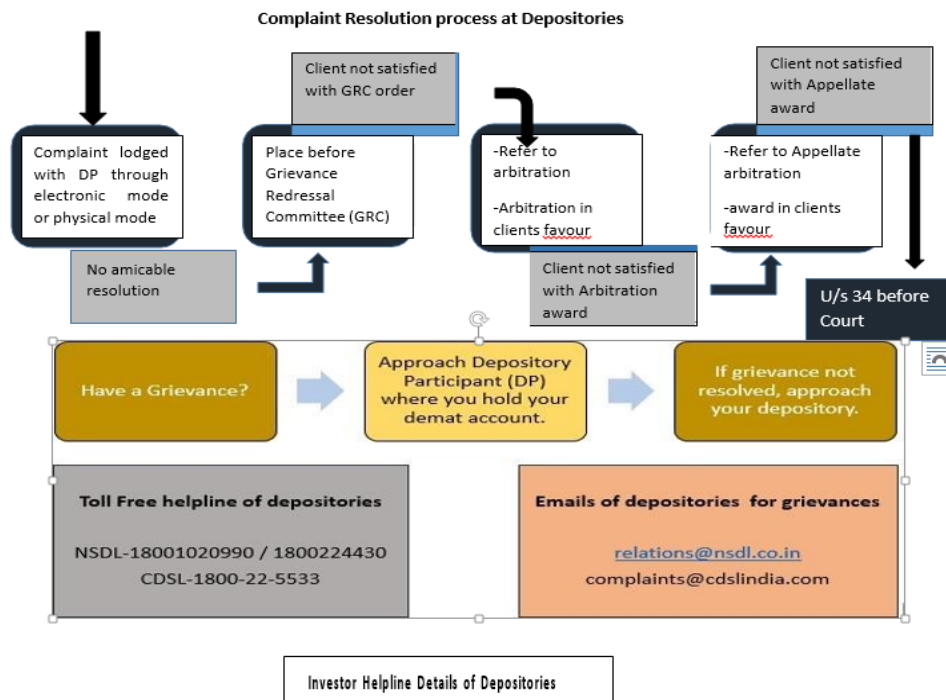 Complaint Resolution process at Depositories
Client not satisfied
with GRC order
Client not satisfied
with Appellate
award
Complaint lodged
with DP through
electronic mode
or physical mode
Place before
Grievance
Redressal
Committee (GRC)
-Refer to
arbitration
-Arbitration in
clients favour
-Refer to Appellate
arbitration
-award in clients
favour
No amicable
resolution
Client not satisfied
with Arbitration
award
U/s 34 before
Court
Have a Grievance?
Approach Depository
Participant (DP)
where you hold your
demat account.
If grievance not
resolved, approach
your depository.
Toll Free helpline of depositories
NSDL-18001020990 / 1800224430
CDSL-1800-22-5533
Emails of depositories for grievances
relations@nsdl.co.in
complaints@cdslindia.com
Investor Helpline Details of Depositories